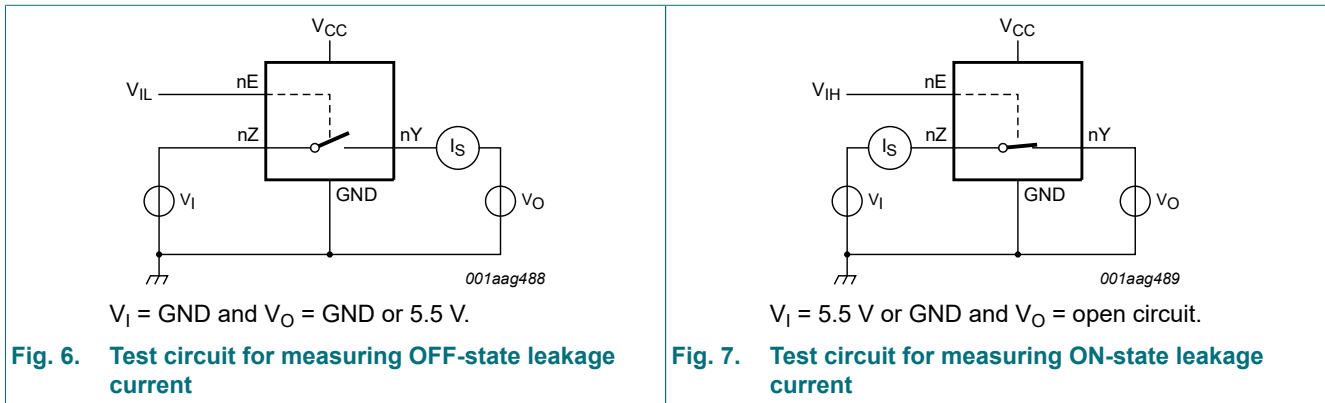 VCC
nE
VIL
nZ
nY
IS
GND
VI
VO
001aag488
VI = GND and VO = GND or 5.5 V.
Fig. 6. Test circuit for measuring OFF-state leakage
current
VCC
nE
VIH
nZ
nY
IS
GND
VI
VO
001aag489
VI = 5.5 V or GND and VO = open circuit.
Fig. 7. Test circuit for measuring ON-state leakage
current